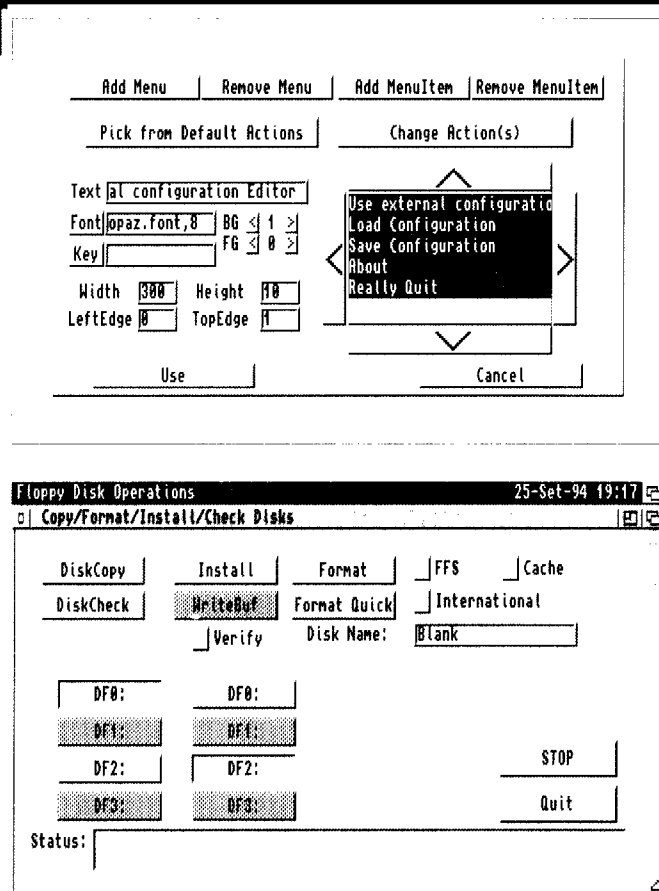 Add Menu Remove Menu Add MenuItem Remove MenuItem
Pick from Default Actions Change Action(s)
Text al configuration Editor
Font opaz.font,8 BG < 1 >
FG < 0 >
Key
Width 300 Height 10
LeftEdge 0 TopEdge 1
Use external configuratio
Load Configuration
Save Configuration
About
Really Quit
Use Cancel
Floppy Disk Operations 25-Set-94 19:17
Copy/Format/Install/Check Disks
DiskCopy Install Format FFS Cache
DiskCheck WriteBuf Format Quick International
Verify Disk Name: Blank
DF0: DF0:
DF1: DF1:
DF2: DF2:
STOP
DF3: DF3:
Quit
Status: